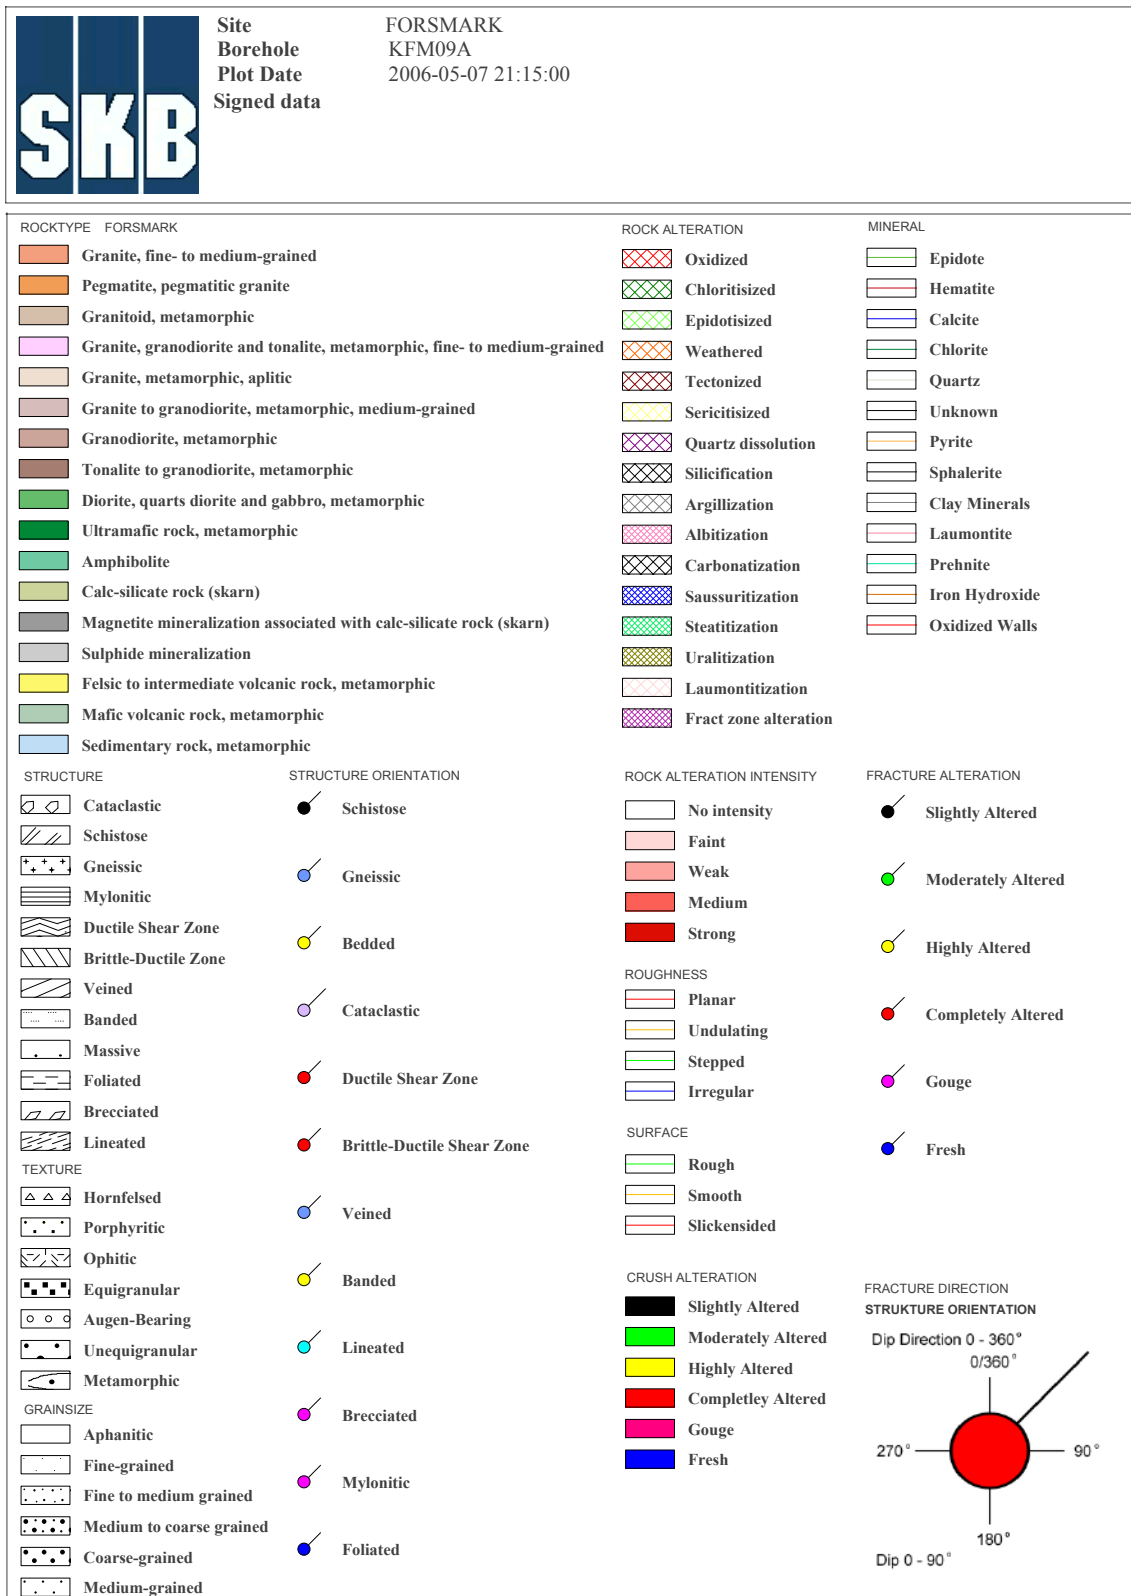 SKB
Site FORSMARK
Borehole KFM09A
Plot Date 2006-05-07 21:15:00
Signed data
ROCKTYPE FORSMARK
Granite, fine- to medium-grained
Pegmatite, pegmatitic granite
Granitoid, metamorphic
Granite, granodiorite and tonalite, metamorphic, fine- to medium-grained
Granite, metamorphic, aplitic
Granite to granodiorite, metamorphic, medium-grained
Granodiorite, metamorphic
Tonalite to granodiorite, metamorphic
Diorite, quarts diorite and gabbro, metamorphic
Ultramafic rock, metamorphic
Amphibolite
Calc-silicate rock (skarn)
Magnetite mineralization associated with calc-silicate rock (skarn)
Sulphide mineralization
Felsic to intermediate volcanic rock, metamorphic
Mafic volcanic rock, metamorphic
Sedimentary rock, metamorphic
ROCK ALTERATION
Oxidized
Chloritisized
Epidotisized
Weathered
Tectonized
Sericitisized
Quartz dissolution
Silicification
Argillization
Albitization
Carbonatization
Saussuritization
Steatitization
Uralitization
Laumontitization
Fract zone alteration
MINERAL
Epidote
Hematite
Calcite
Chlorite
Quartz
Unknown
Pyrite
Sphalerite
Clay Minerals
Laumontite
Prehnite
Iron Hydroxide
Oxidized Walls
STRUCTURE
Cataclastic
Schistose
Gneissic
Mylonitic
Ductile Shear Zone
Brittle-Ductile Zone
Veined
Banded
Massive
Foliated
Brecciated
Lineated
TEXTURE
Hornfelsed
Porphyritic
Ophitic
Equigranular
Augen-Bearing
Unequigranular
Metamorphic
GRAINSIZE
Aphanitic
Fine-grained
Fine to medium grained
Medium to coarse grained
Coarse-grained
Medium-grained
STRUCTURE ORIENTATION
Schistose
Gneissic
Bedded
Cataclastic
Ductile Shear Zone
Brittle-Ductile Shear Zone
Veined
Banded
Lineated
Brecciated
Mylonitic
Foliated
ROCK ALTERATION INTENSITY
No intensity
Faint
Weak
Medium
Strong
ROUGHNESS
Planar
Undulating
Stepped
Irregular
SURFACE
Rough
Smooth
Slickensided
CRUSH ALTERATION
Slightly Altered
Moderately Altered
Highly Altered
Completley Altered
Gouge
Fresh
FRACTURE ALTERATION
Slightly Altered
Moderately Altered
Highly Altered
Completely Altered
Gouge
Fresh
FRACTURE DIRECTION
STRUKTURE ORIENTATION
Dip Direction 0 - 360°
0/360°
270°
90°
180°
Dip 0 - 90°